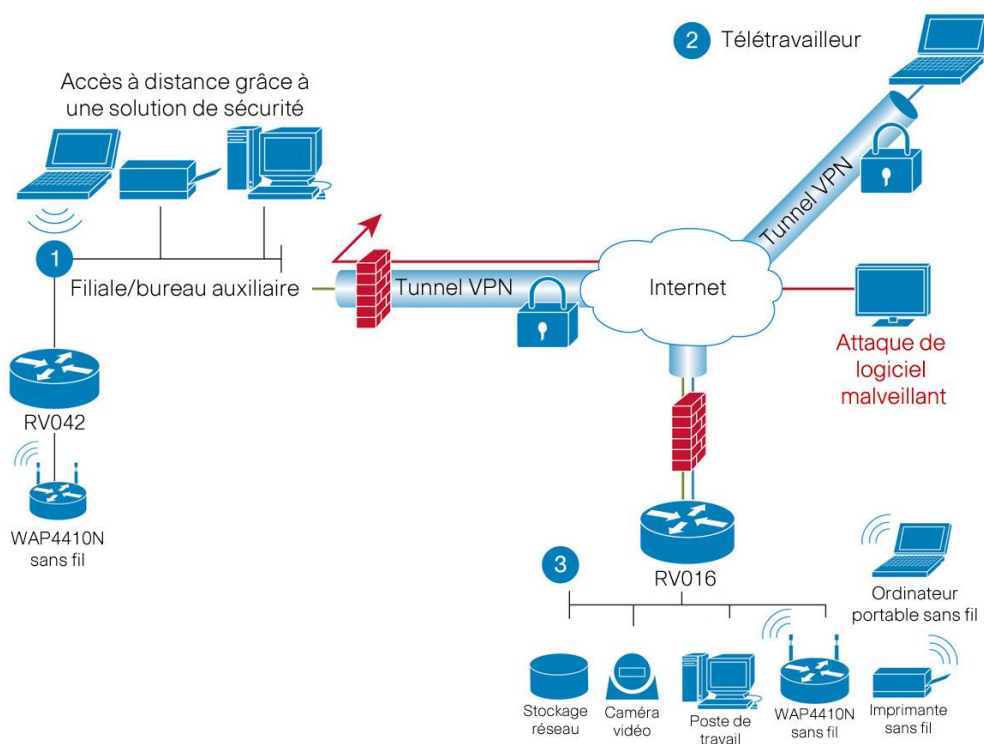 2 Télétravailleur
Accès à distance grâce à
une solution de sécurité
Tunnel VPN
1
Filiale/bureau auxiliaire
Tunnel VPN
Internet
Attaque de
logiciel
malveillant
RV042
WAP4410N
sans fil
RV016
3
Ordinateur
portable sans fil
Stockage
réseau
Caméra
vidéo
Poste de
travail
WAP4410N
sans fil
Imprimante
sans fil